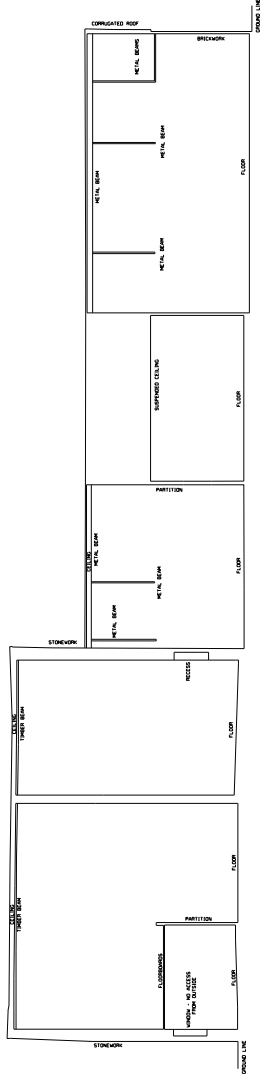 CORRUGATED ROOF
GROUND LINE
BRICKWORK
METAL BEAMS
METAL BEAM
METAL BEAM
FLOOR
METAL BEAM
SUSPENDED CEILING
FLOOR
PARTITION
CEILING
METAL BEAM
METAL BEAM
METAL BEAM
FLOOR
STONEWORK
RECESS
CEILING
TIMBER BEAM
FLOOR
CEILING
TIMBER BEAM
FLOOR
PARTITION
FLOORBOARDS
WINDOW - NO ACCESS
FROM OUTSIDE
FLOOR
STONEWORK
GROUND LINE